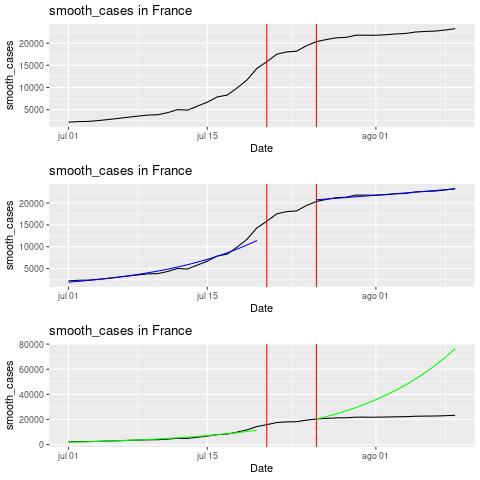 smooth_cases in France
smooth_cases
20000
15000
10000
5000
jul 01
jul 15
ago 01
Date
smooth_cases in France
smooth_cases
20000
15000
10000
5000
jul 01
jul 15
ago 01
Date
smooth_cases in France
smooth_cases
80000
60000
40000
20000
0
jul 01
jul 15
ago 01
Date